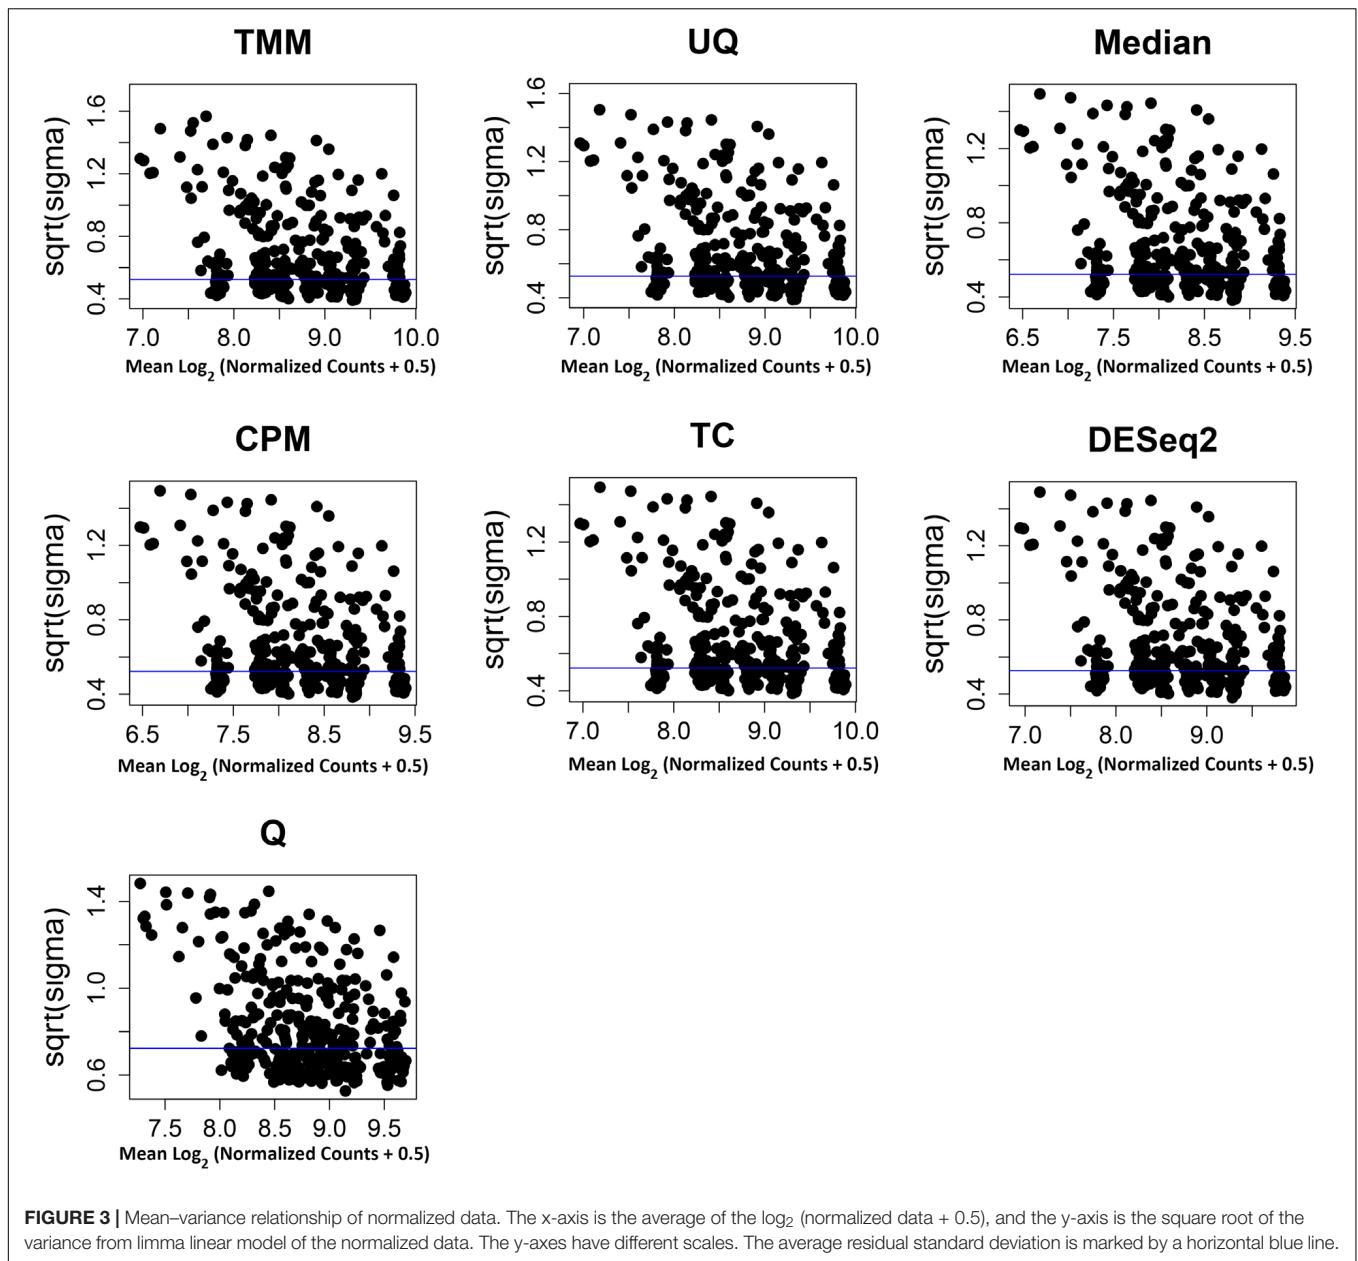 TMM
UQ
Median
sqrt(sigma)
0.4 0.8 1.2 1.6
7.0 8.0 9.0 10.0
Mean Log2 (Normalized Counts + 0.5)
sqrt(sigma)
0.4 0.8 1.2 1.6
7.0 8.0 9.0 10.0
Mean Log2 (Normalized Counts + 0.5)
sqrt(sigma)
0.4 0.8 1.2
6.5 7.5 8.5 9.5
Mean Log2 (Normalized Counts + 0.5)
CPM
TC
DESeq2
sqrt(sigma)
0.4 0.8 1.2
6.5 7.5 8.5 9.5
Mean Log2 (Normalized Counts + 0.5)
sqrt(sigma)
0.4 0.8 1.2
7.0 8.0 9.0 10.0
Mean Log2 (Normalized Counts + 0.5)
sqrt(sigma)
0.4 0.8 1.2
7.0 8.0 9.0
Mean Log2 (Normalized Counts + 0.5)
Q
sqrt(sigma)
0.6 1.0 1.4
7.5 8.0 8.5 9.0 9.5
Mean Log2 (Normalized Counts + 0.5)
FIGURE 3 | Mean–variance relationship of normalized data. The x-axis is the average of the log2 (normalized data + 0.5), and the y-axis is the square root of the
variance from limma linear model of the normalized data. The y-axes have different scales. The average residual standard deviation is marked by a horizontal blue line.